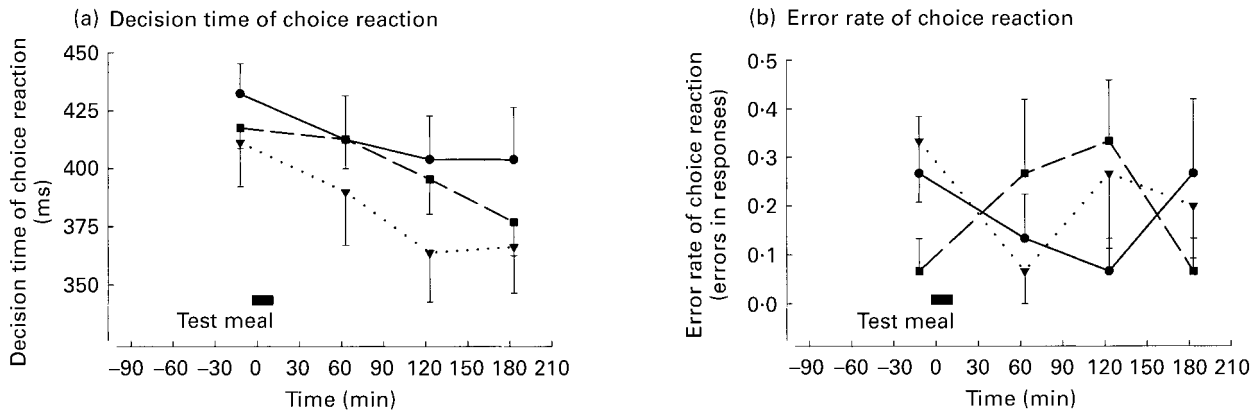 (a) Decision time of choice reaction
Decision time of choice reaction
(ms)
450
425
400
375
350
Test meal
−90 −60 −30 0 30 60 90 120 150 180 210
Time (min)
(b) Error rate of choice reaction
Error rate of choice reaction
(errors in responses)
0·5
0·4
0·3
0·2
0·1
0·0
Test meal
−90 −60 −30 0 30 60 90 120 150 180 210
Time (min)